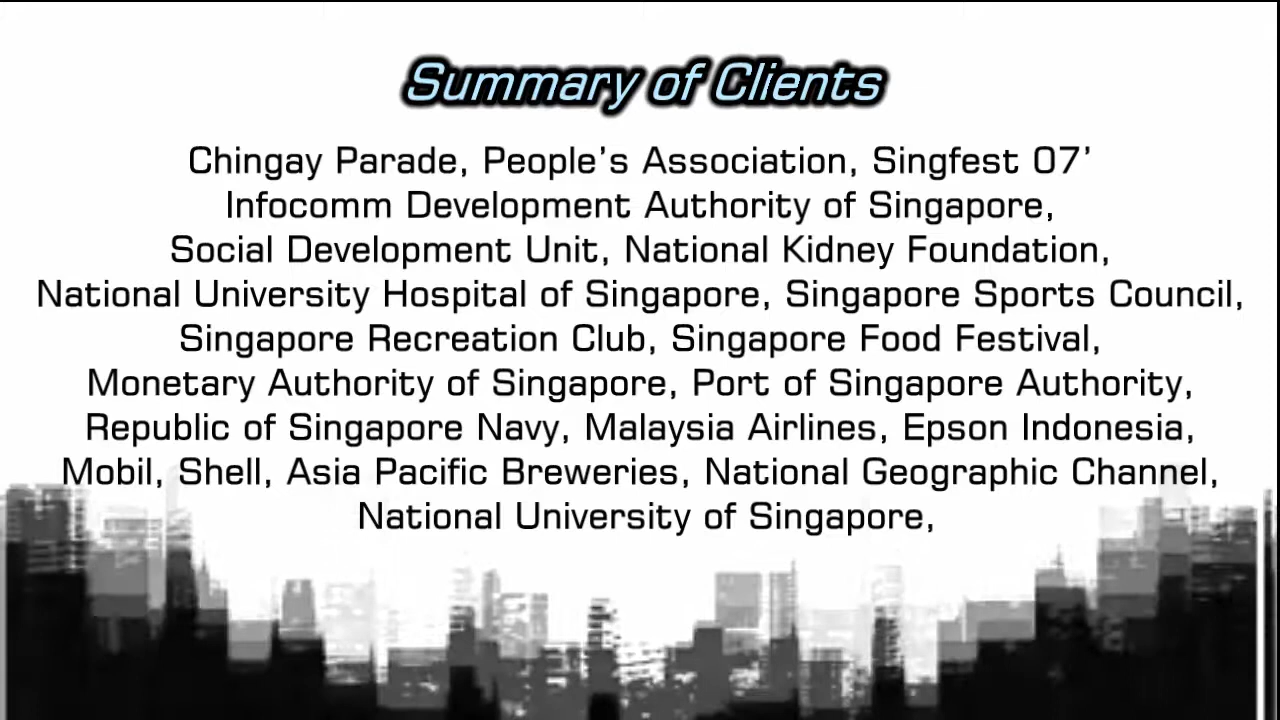 Summary of Clients
Chingay Parade, People’s Association, Singfest 07’
Infocomm Development Authority of Singapore,
Social Development Unit, National Kidney Foundation,
National University Hospital of Singapore, Singapore Sports Council,
Singapore Recreation Club, Singapore Food Festival,
Monetary Authority of Singapore, Port of Singapore Authority,
Republic of Singapore Navy, Malaysia Airlines, Epson Indonesia,
Mobil, Shell, Asia Pacific Breweries, National Geographic Channel,
National University of Singapore,